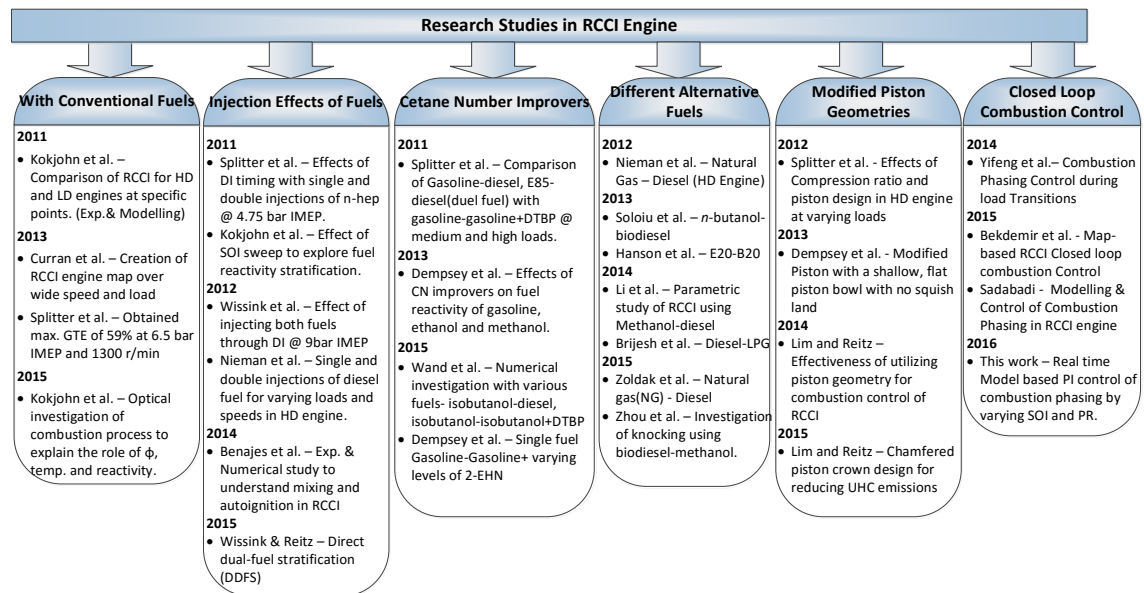 Research Studies in RCCI Engine
With Conventional Fuels
2011
• Kokjohn et al. –
Comparison of RCCI for HD
and LD engines at specific
points. (Exp.& Modelling)
2013
• Curran et al. – Creation of
RCCI engine map over
wide speed and load
• Splitter et al. – Obtained
max. GTE of 59% at 6.5 bar
IMEP and 1300 r/min
2015
• Kokjohn et al. – Optical
investigation of
combustion process to
explain the role of ϕ,
temp. and reactivity.
Injection Effects of Fuels
2011
• Splitter et al. – Effects of
DI timing with single and
double injections of n-hep
@ 4.75 bar IMEP.
• Kokjohn et al. – Effect of
SOI sweep to explore fuel
reactivity stratification.
2012
• Wissink et al. – Effect of
injecting both fuels
through DI @ 9bar IMEP
• Nieman et al. – Single and
double injections of diesel
fuel for varying loads and
speeds in HD engine.
2014
• Benajes et al. – Exp. &
Numerical study to
understand mixing and
autoignition in RCCI
2015
• Wissink & Reitz – Direct
dual-fuel stratification
(DDFS)
Cetane Number Improvers
2011
• Splitter et al. – Comparison
of Gasoline-diesel, E85-
diesel(duel fuel) with
gasoline-gasoline+DTBP @
medium and high loads.
2013
• Dempsey et al. – Effects of
CN improvers on fuel
reactivity of gasoline,
ethanol and methanol.
2015
• Wand et al. – Numerical
investigation with various
fuels- isobutanol-diesel,
isobutanol-isobutanol+DTBP
• Dempsey et al. – Single fuel
Gasoline-Gasoline+ varying
levels of 2-EHN
Different Alternative
Fuels
2012
• Nieman et al. – Natural
Gas – Diesel (HD Engine)
2013
• Soloiu et al. – n-butanol-
biodiesel
• Hanson et al. – E20-B20
2014
• Li et al. – Parametric
study of RCCI using
Methanol-diesel
• Brijesh et al. – Diesel-LPG
2015
• Zoldak et al. – Natural
gas(NG) - Diesel
• Zhou et al. – Investigation
of knocking using
biodiesel-methanol.
Modified Piston
Geometries
2012
• Splitter et al. - Effects of
Compression ratio and
piston design in HD engine
at varying loads
2013
• Dempsey et al. - Modified
Piston with a shallow, flat
piston bowl with no squish
land
2014
• Lim and Reitz –
Effectiveness of utilizing
piston geometry for
combustion control of
RCCI
2015
• Lim and Reitz – Chamfered
piston crown design for
reducing UHC emissions
Closed Loop
Combustion Control
2014
• Yifeng et al.– Combustion
Phasing Control during
load Transitions
2015
• Bekdemir et al. - Map-
based RCCI Closed loop
combustion Control
• Sadabadi - Modelling &
Control of Combustion
Phasing in RCCI engine
2016
• This work – Real time
Model based PI control of
combustion phasing by
varying SOI and PR.